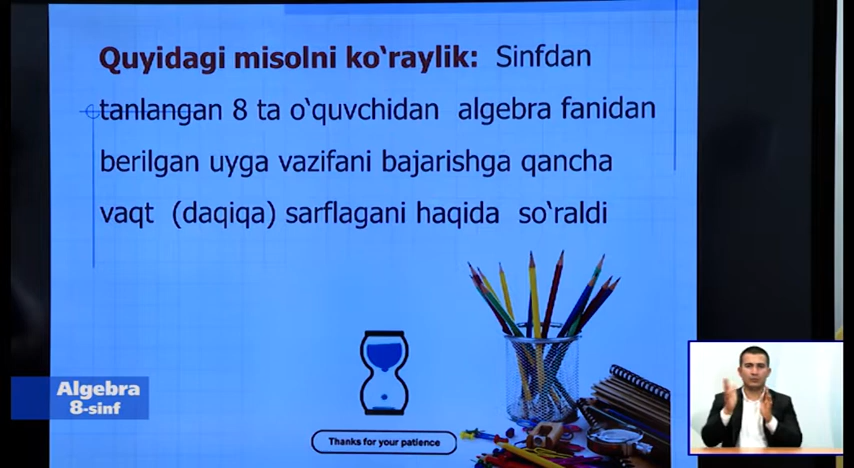 Quyidagi misolni ko‘raylik: Sinfdan
tanlangan 8 ta o‘quvchidan algebra fanidan
berilgan uyga vazifani bajarishga qancha
vaqt (daqiqa) sarflagani haqida so‘raldi
Algebra
8-sinf
Thanks for your patience